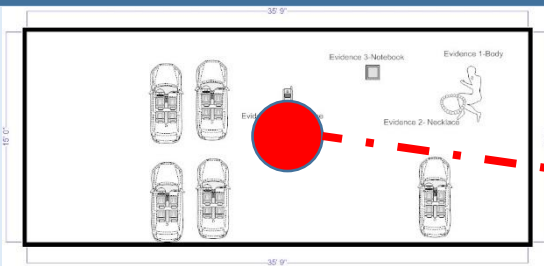 35' 9"
Evidence 1-Body
Evidence 3-Notebook
Evidence 2- Necklace
15' 0"
35' 9"